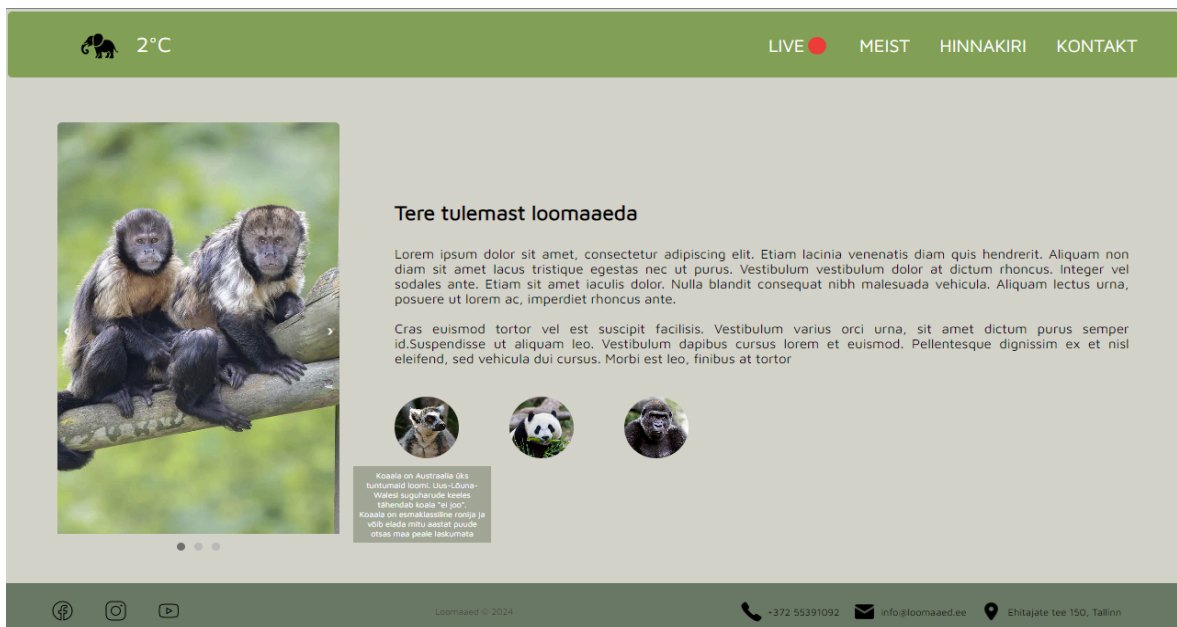 2°C
LIVE MEIST HINNAKIRI KONTAKT
Tere tulemast loomaaeda
Lorem ipsum dolor sit amet, consectetur adipiscing elit. Etiam lacinia venenatis diam quis hendrerit. Aliquam non
diam sit amet lacus tristique egestas nec ut purus. Vestibulum vestibulum dolor at dictum rhoncus. Integer vel
sodales ante. Etiam sit amet iaculis dolor. Nulla blandit consequat nibh malesuada vehicula. Aliquam lectus urna,
posuere ut lorem ac, imperdiet rhoncus ante.
Cras euismod tortor vel est suscipit facilisis. Vestibulum varius orci urna, sit amet dictum purus semper
id.Suspendisse ut aliquam leo. Vestibulum dapibus cursus lorem et euismod. Pellentesque dignissim ex et nisl
eleifend, sed vehicula dui cursus. Morbi est leo, finibus at tortor
Koaala on Austraalia üks
tuntumaid loomi. Uus-Lõuna-
Walesi suguharude keeles
tähendab koala "ei joo".
Koaala on esmaklassiline ronija ja
võib elada mitu aastat puude
otsas maa peale laskumata
Loomaaed © 2024
+372 55391092 info@loomaaed.ee Ehitajate tee 150, Tallinn